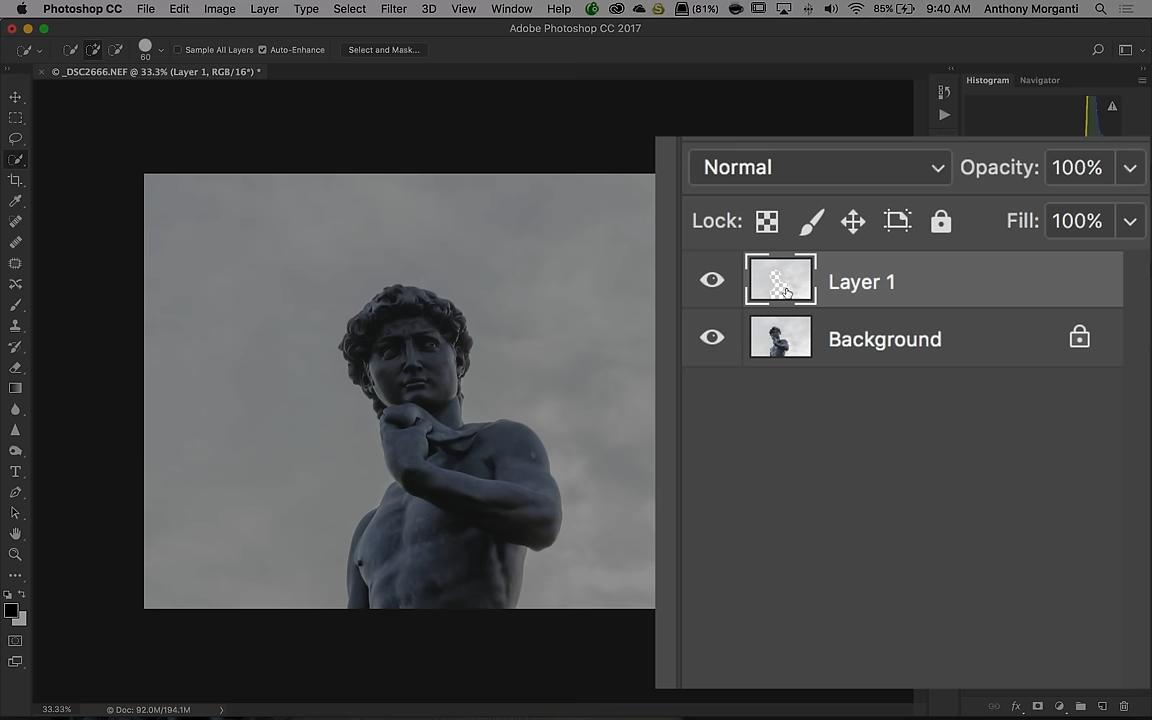 Photoshop CC File Edit Image Layer Type Select Filter 3D View Window Help (81%) 85% 9:40 AM Anthony Morganti
Adobe Photoshop CC 2017
60 Sample All Layers Auto-Enhance Select and Mask...
× © _DSC2666.NEF @ 33.3% (Layer 1, RGB/16*) *
Histogram Navigator
Normal Opacity: 100%
Lock: Fill: 100%
Layer 1
Background
33.33% © Doc: 92.0M/194.1M
fx